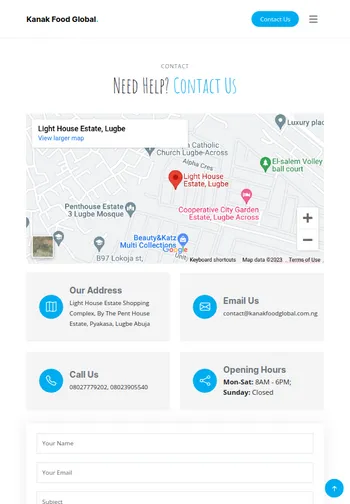 Kanak Food Global.
Contact Us
CONTACT
Need Help? Contact Us
Light House Estate, Lugbe
View larger map
Luxury plac
Catholic
Church Lugbe-Across
Alpha Cres
El-salem Volley
ball court
Light House
Estate, Lugbe
Penthouse Estate
3 Lugbe Mosque
Cooperative City Garden
Estate, Lugbe Across
Beauty&Katz
Multi Collections
B97 Lokoja st,
Google
Keyboard shortcuts
Map data ©2023
Terms of Use
Our Address
Light House Estate Shopping
Complex, By The Pent House
Estate, Pyakasa, Lugbe Abuja
Email Us
contact@kanakfoodglobal.com.ng
Call Us
08027779202, 08023905540
Opening Hours
Mon-Sat: 8AM - 6PM;
Sunday: Closed
Your Name
Your Email
Subject